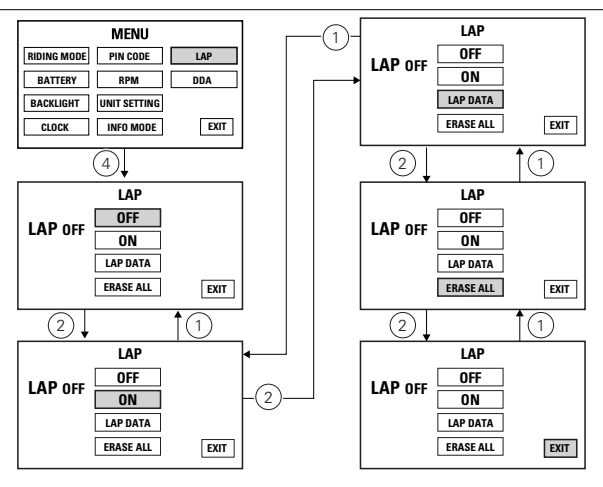 MENU
RIDING MODE PIN CODE LAP
BATTERY RPM DDA
BACKLIGHT UNIT SETTING
CLOCK INFO MODE EXIT
4
LAP
LAP OFF
OFF
ON
LAP DATA
ERASE ALL EXIT
2 1
LAP
LAP OFF
OFF
ON
LAP DATA
ERASE ALL EXIT
1
2
LAP
LAP OFF
OFF
ON
LAP DATA
ERASE ALL EXIT
2 1
LAP
LAP OFF
OFF
ON
LAP DATA
ERASE ALL EXIT
2 1
LAP
LAP OFF
OFF
ON
LAP DATA
ERASE ALL EXIT